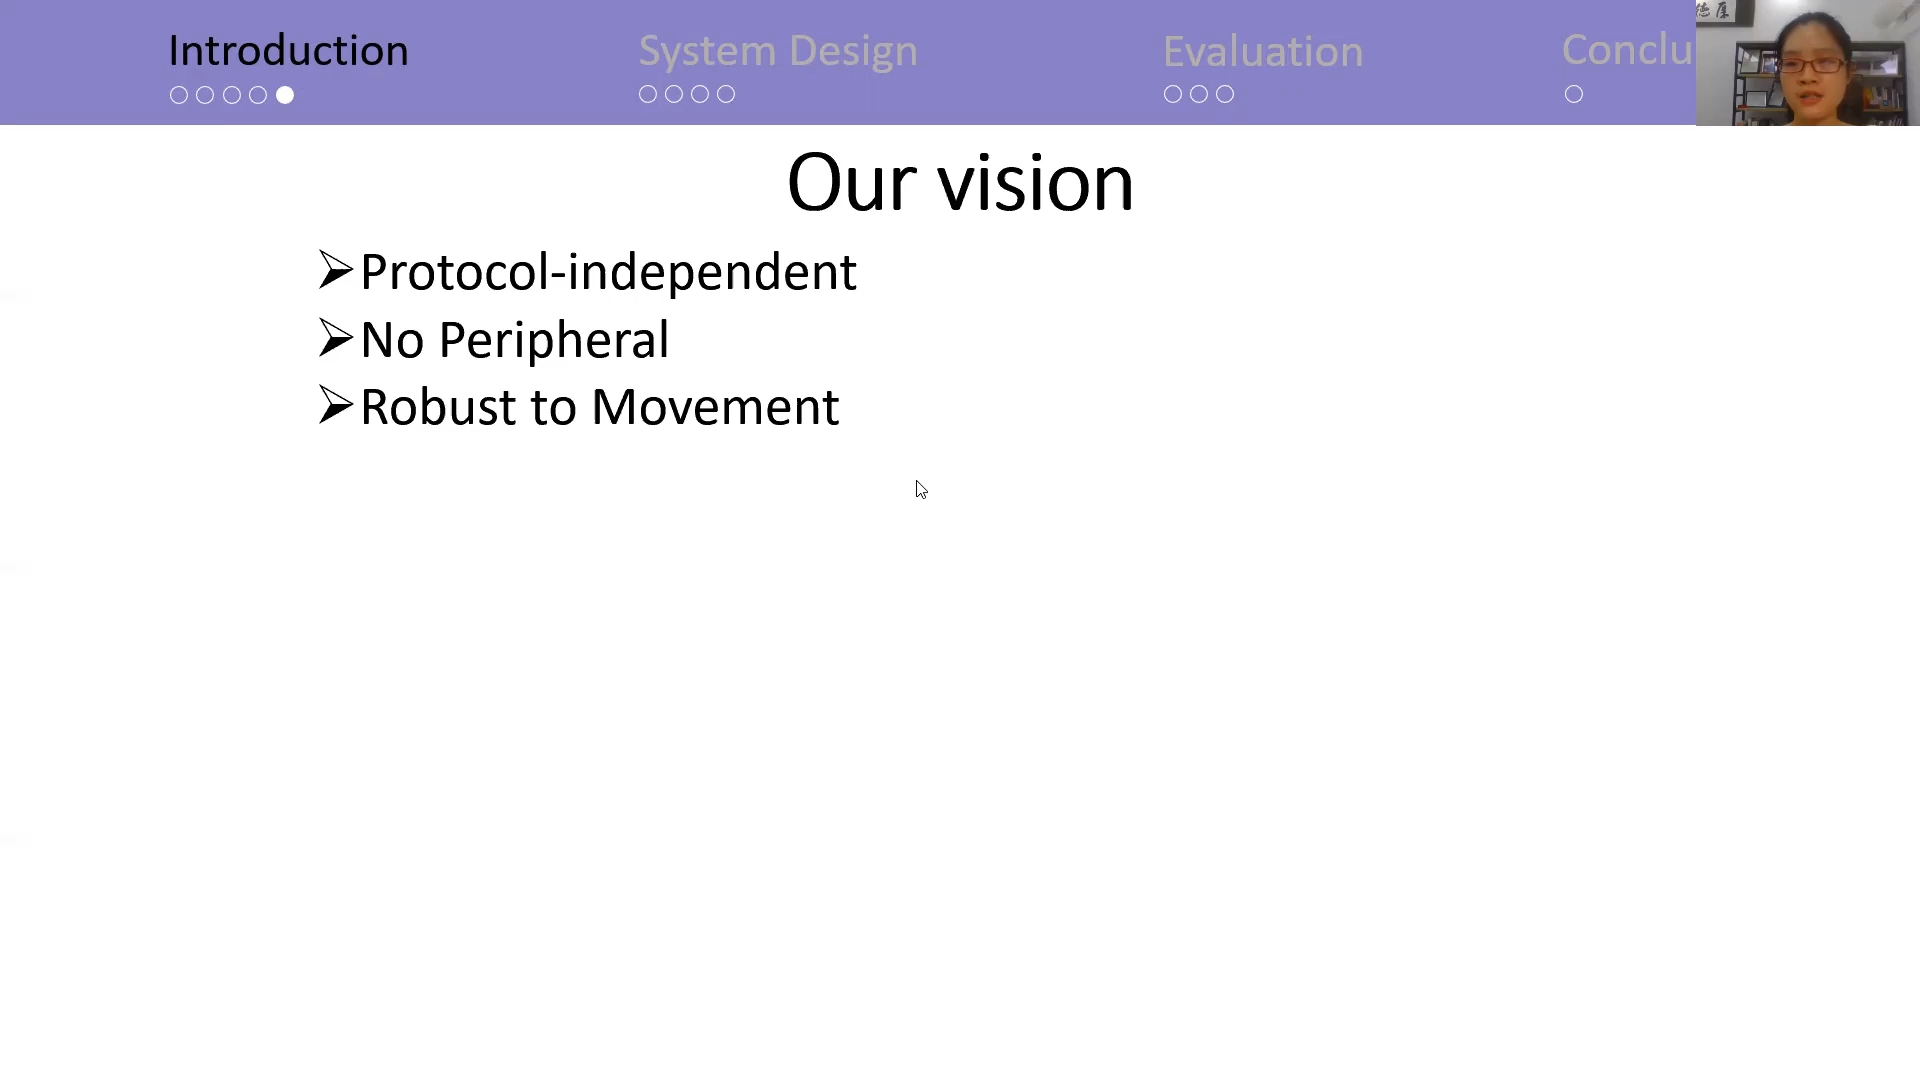 Introduction
System Design
Evaluation
Conclu
Our vision
Protocol-independent
No Peripheral
Robust to Movement